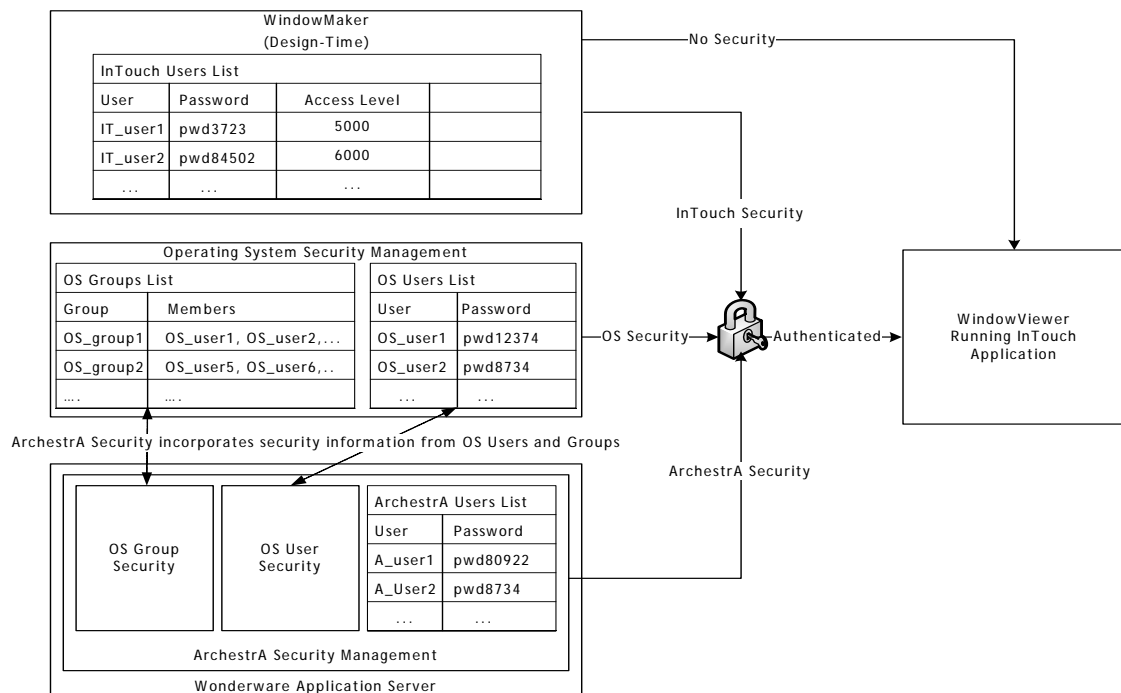 WindowMaker
(Design-Time)
InTouch Users List
User Password Access Level
IT_user1 pwd3723 5000
IT_user2 pwd84502 6000
... ... ...
No Security
InTouch Security
Operating System Security Management
OS Groups List
Group Members
OS_group1 OS_user1, OS_user2,...
OS_group2 OS_user5, OS_user6,..
.... ....
OS Users List
User Password
OS_user1 pwd12374
OS_user2 pwd8734
... ...
OS Security
Authenticated
WindowViewer
Running InTouch
Application
ArchestrA Security incorporates security information from OS Users and Groups
ArchestrA Security
OS Group
Security
OS User
Security
ArchestrA Users List
User Password
A_user1 pwd80922
A_User2 pwd8734
... ...
ArchestrA Security Management
Wonderware Application Server